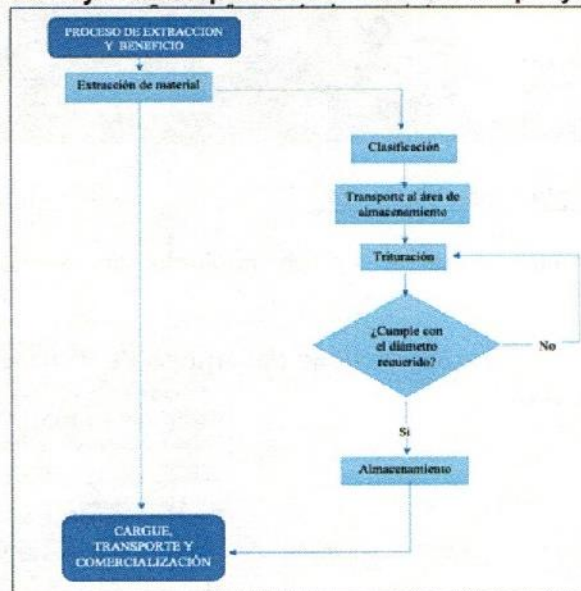 PROCESO DE EXTRACCION
Y BENEFICIO
Extracción de material
Clasificación
Transporte al área de
almacenamiento
Trituración
¿Cumple con
el diámetro
requerido?
No
Si
Almacenamiento
CARGUE,
TRANSPORTE Y
COMERCIALIZACIÓN